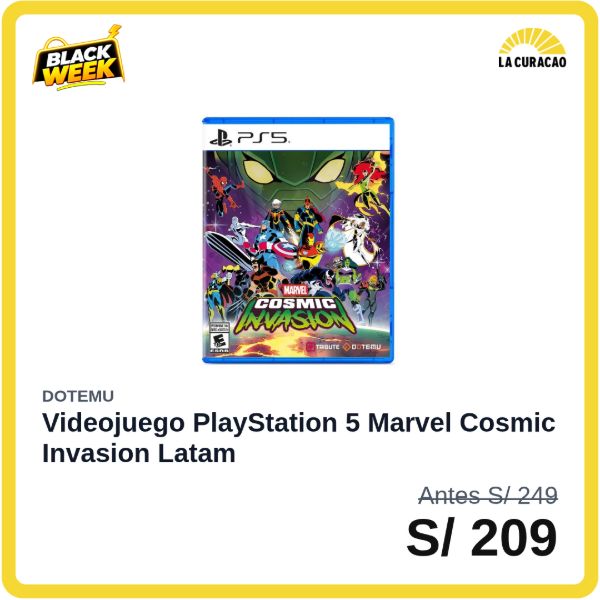 BLACK
WEEK
LA CURACAO
PS5
MARVEL
COSMIC
INVASION
ESRB
TRIBUTE
DOTEMU
DOTEMU
Videojuego PlayStation 5 Marvel Cosmic
Invasion Latam
Antes S/ 249
S/ 209